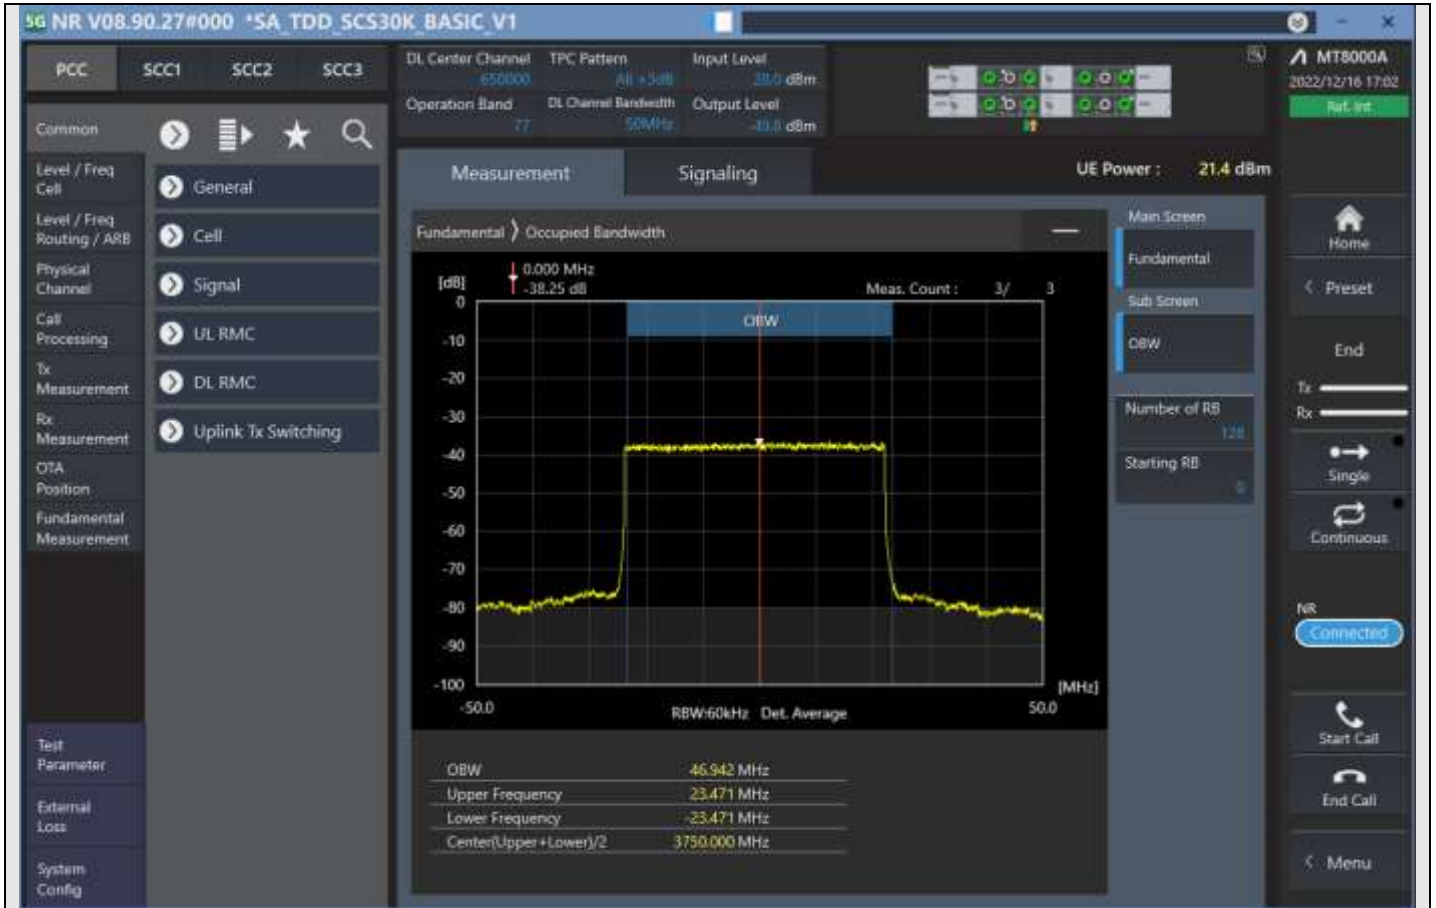 5G NR V08.90.27#000 *SA_TDD_SCS30K_BASIC_V1
PCC SCC1 SCC2 SCC3
DL Center Channel TPC Pattern Input Level
650000 All +3dB 28.0 dBm
Operation Band DL Channel Bandwidth Output Level
77 50MHz dBm
MT8000A
2022/12/16 17:02
Ref. Int
Common
Level / Freq
Cell
Level / Freq
Routing / ARB
Physical
Channel
Call
Processing
Tx
Measurement
Rx
Measurement
OTA
Position
Fundamental
Measurement
Test
Parameter
External
Loss
System
Config
General
Cell
Signal
UL RMC
DL RMC
Uplink Tx Switching
Measurement Signaling
UE Power : 21.4 dBm
Fundamental Occupied Bandwidth
0.000 MHz
-38.25 dB
[dB]
Meas. Count : 3/ 3
OBW
0
-10
-20
-30
-40
-50
-60
-70
-80
-90
-100
[MHz]
-50.0 50.0
RBW:60kHz Det. Average
OBW 46.942 MHz
Upper Frequency 23.471 MHz
Lower Frequency -23.471 MHz
Center(Upper+Lower)/2 3750.000 MHz
Main Screen
Fundamental
Sub Screen
OBW
Number of RB
128
Starting RB
0
Home
Preset
End
Tx
Rx
Single
Continuous
NR
Connected
Start Call
End Call
Menu